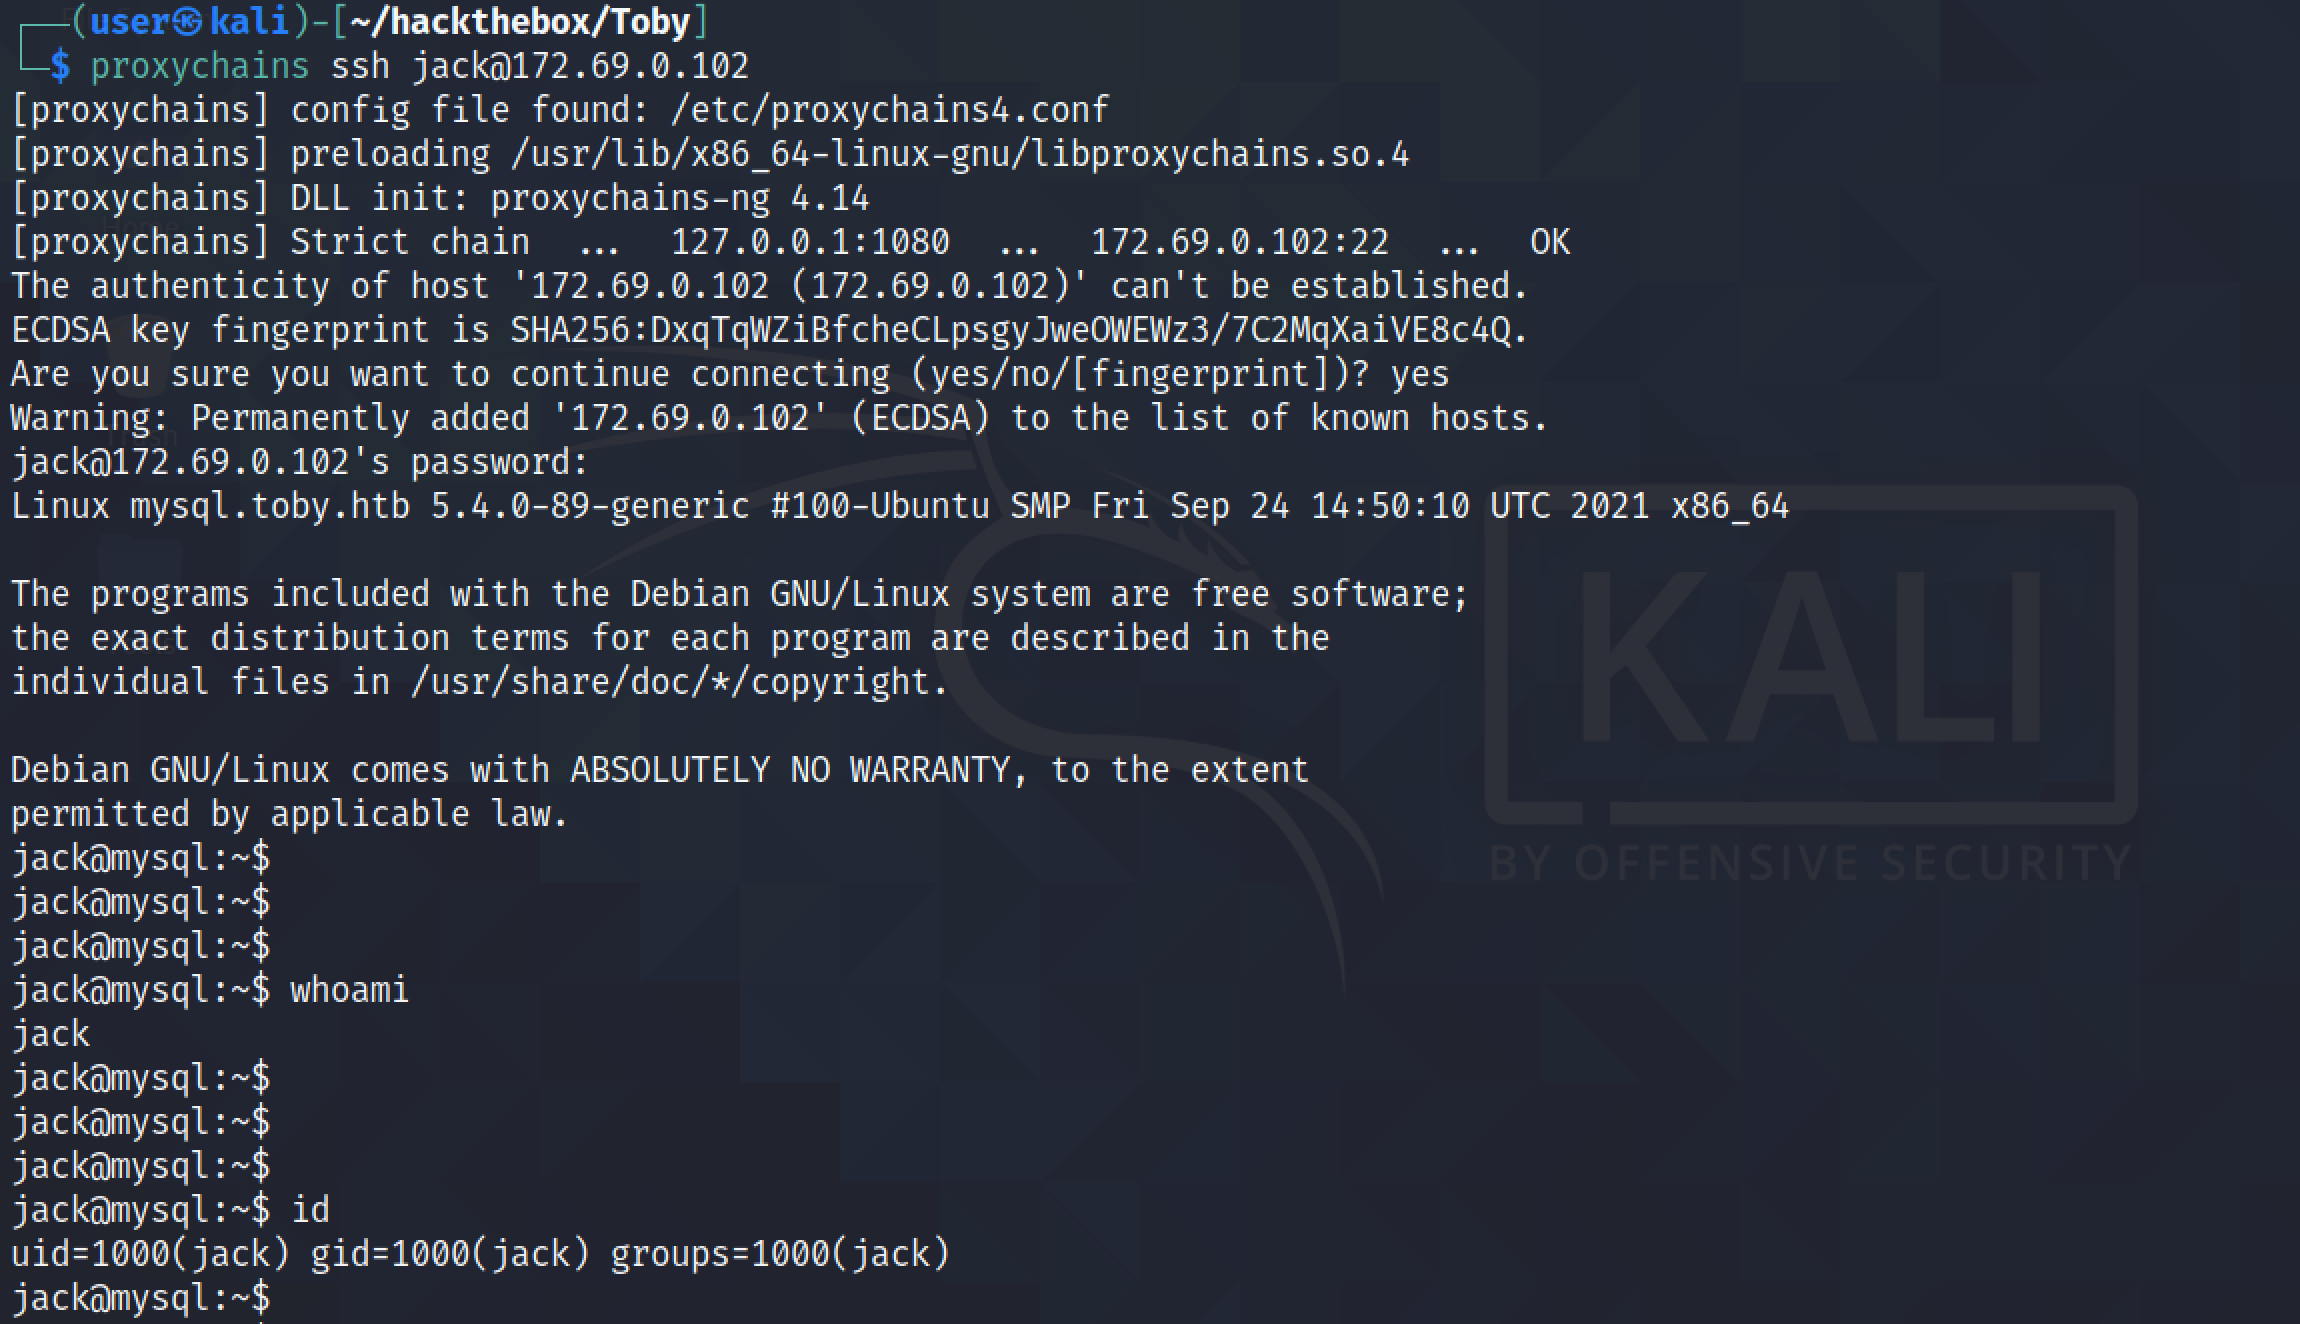 ┌──(user㉿kali)-[~/hackthebox/Toby]
└─$ proxychains ssh jack@172.69.0.102
[proxychains] config file found: /etc/proxychains4.conf
[proxychains] preloading /usr/lib/x86_64-linux-gnu/libproxychains.so.4
[proxychains] DLL init: proxychains-ng 4.14
[proxychains] Strict chain  ...  127.0.0.1:1080  ...  172.69.0.102:22  ...  OK
The authenticity of host '172.69.0.102 (172.69.0.102)' can't be established.
ECDSA key fingerprint is SHA256:DxqTqWZiBfcheCLpsgyJweOWEWz3/7C2MqXaiVE8c4Q.
Are you sure you want to continue connecting (yes/no/[fingerprint])? yes
Warning: Permanently added '172.69.0.102' (ECDSA) to the list of known hosts.
jack@172.69.0.102's password:
Linux mysql.toby.htb 5.4.0-89-generic #100-Ubuntu SMP Fri Sep 24 14:50:10 UTC 2021 x86_64

The programs included with the Debian GNU/Linux system are free software;
the exact distribution terms for each program are described in the
individual files in /usr/share/doc/*/copyright.

Debian GNU/Linux comes with ABSOLUTELY NO WARRANTY, to the extent
permitted by applicable law.
jack@mysql:~$
jack@mysql:~$
jack@mysql:~$
jack@mysql:~$ whoami
jack
jack@mysql:~$
jack@mysql:~$
jack@mysql:~$
jack@mysql:~$ id
uid=1000(jack) gid=1000(jack) groups=1000(jack)
jack@mysql:~$
KALI
BY OFFENSIVE SECURITY
Home
Trash